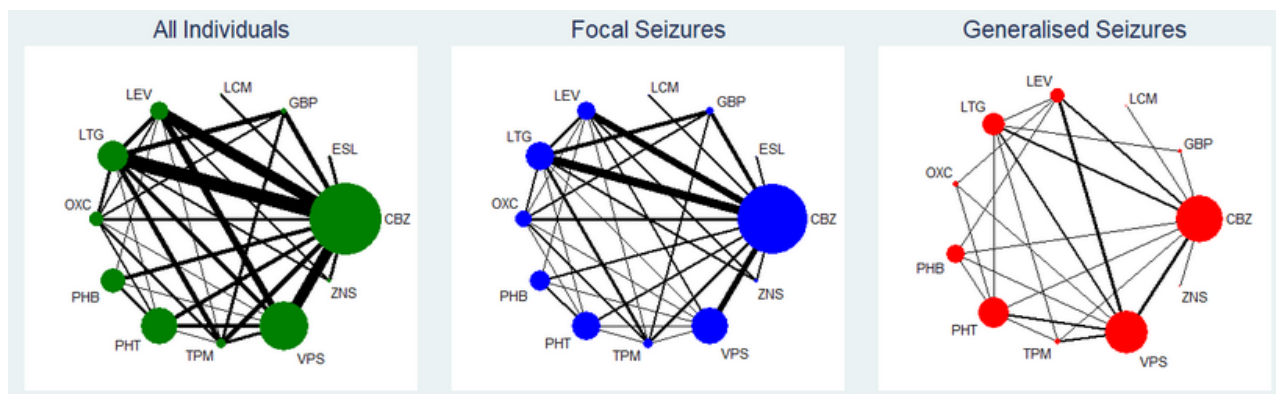 All Individuals
LCM
LEV
GBP
LTG
ESL
OXC
CBZ
PHB
ZNS
PHT
TPM
VPS
Focal Seizures
LCM
LEV
GBP
LTG
ESL
OXC
CBZ
PHB
ZNS
PHT
TPM
VPS
Generalised Seizures
LEV
LCM
LTG
GBP
OXC
CBZ
PHB
ZNS
PHT
TPM
VPS